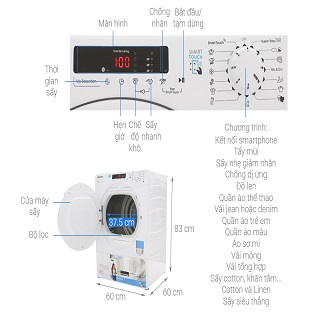 Màn hình
Chống
nhăn
Bắt đầu/
tạm dừng
100
SMART
TOUCH
Thời
gian
sấy
Hẹn
giờ
Chế
độ
khô
Sấy
nhanh
Chương trình:
Kết nối smartphone
Tẩy mùi
Sấy nhẹ giảm nhăn
Chống dị ứng
Đồ len
Quần áo thể thao
Vải jean hoặc denim
Quần áo trẻ em
Quần áo màu
Áo sơ mi
Vải mỏng
Vải tổng hợp
Sấy cotton, khăn tắm...
Cotton và Linen
Sấy siêu thẳng
Cửa máy
sấy
Bộ lọc
37.5 cm
83 cm
60 cm
60 cm